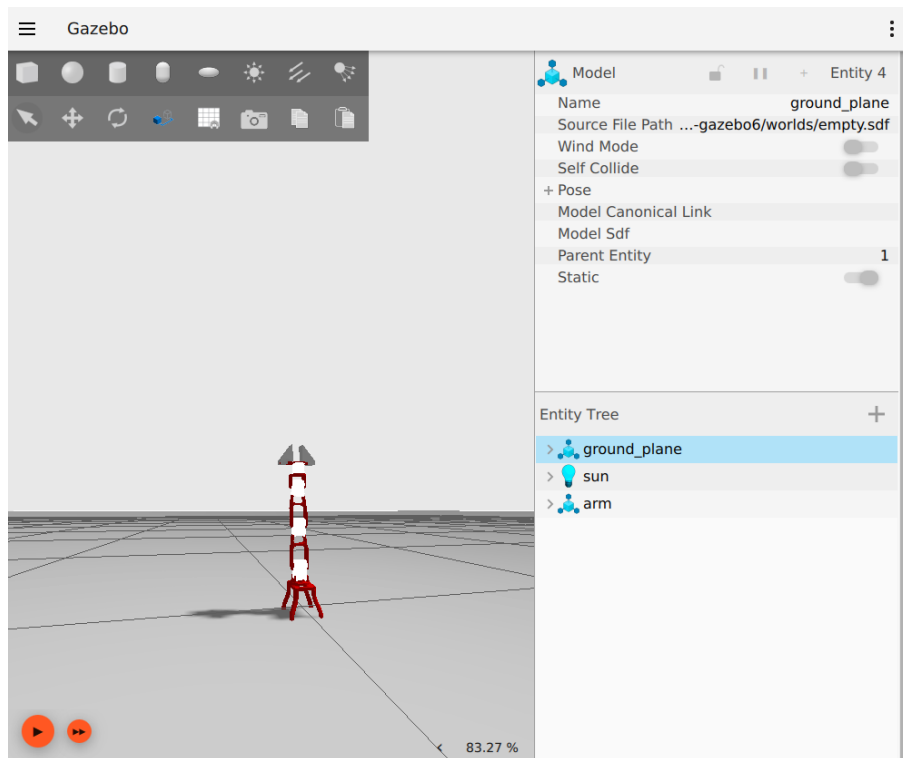 Gazebo
Model Entity 4
Name ground_plane
Source File Path ...-gazebo6/worlds/empty.sdf
Wind Mode
Self Collide
+ Pose
Model Canonical Link
Model Sdf
Parent Entity 1
Static
Entity Tree
ground_plane
sun
arm
83.27 %